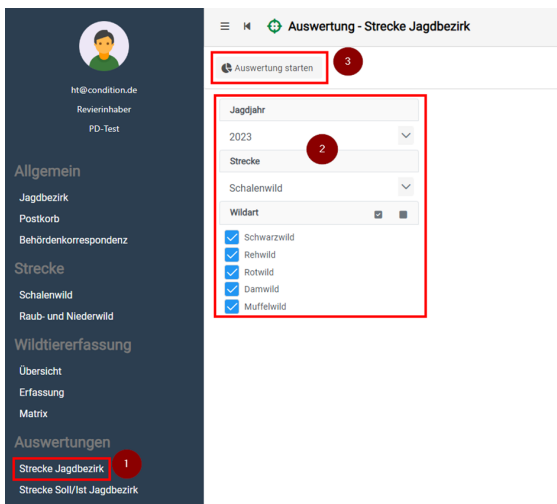 ht@condition.de
Revierinhaber
PD-Test
Allgemein
Jagdbezirk
Postkorb
Behördenkorrespondenz
Strecke
Schalenwild
Raub- und Niederwild
Wildtiererfassung
Übersicht
Erfassung
Matrix
Auswertungen
Strecke Jagdbezirk
1
Strecke Soll/Ist Jagdbezirk
Auswertung - Strecke Jagdbezirk
Auswertung starten
3
Jagdjahr
2023
2
Strecke
Schalenwild
Wildart
Schwarzwild
Rehwild
Rotwild
Damwild
Muffelwild